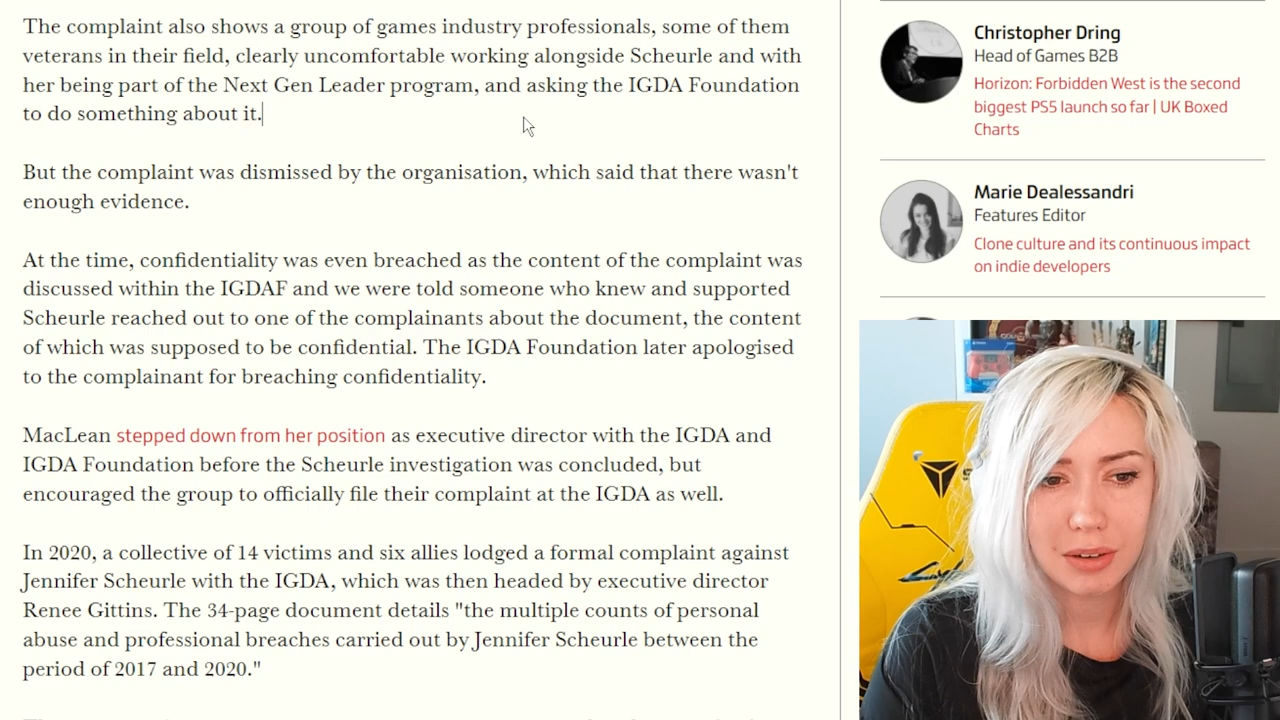 The complaint also shows a group of games industry professionals, some of them
veterans in their field, clearly uncomfortable working alongside Scheurle and with
her being part of the Next Gen Leader program, and asking the IGDA Foundation
to do something about it.
But the complaint was dismissed by the organisation, which said that there wasn't
enough evidence.
At the time, confidentiality was even breached as the content of the complaint was
discussed within the IGDAF and we were told someone who knew and supported
Scheurle reached out to one of the complainants about the document, the content
of which was supposed to be confidential. The IGDA Foundation later apologised
to the complainant for breaching confidentiality.
MacLean stepped down from her position as executive director with the IGDA and
IGDA Foundation before the Scheurle investigation was concluded, but
encouraged the group to officially file their complaint at the IGDA as well.
In 2020, a collective of 14 victims and six allies lodged a formal complaint against
Jennifer Scheurle with the IGDA, which was then headed by executive director
Renee Gittins. The 34-page document details "the multiple counts of personal
abuse and professional breaches carried out by Jennifer Scheurle between the
period of 2017 and 2020."
Christopher Dring
Head of Games B2B
Horizon: Forbidden West is the second
biggest PS5 launch so far | UK Boxed
Charts
Marie Dealessandri
Features Editor
Clone culture and its continuous impact
on indie developers